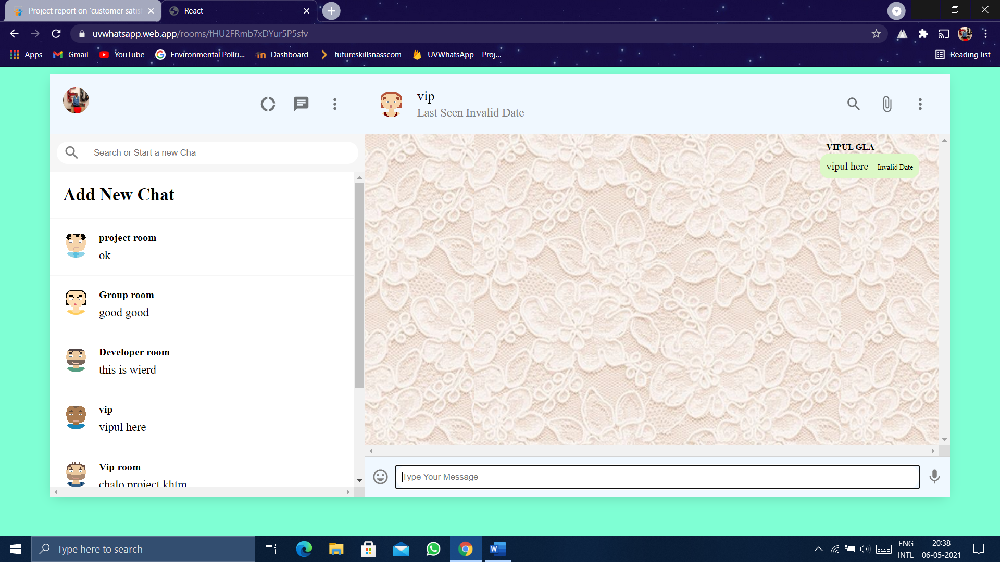 Project report on 'customer satis
React
uvwhatsapp.web.app/rooms/fHU2FRmb7xDYur5P5sfv
Apps
Gmail
YouTube
Environmental Pollu...
Dashboard
futureskillsnasscom
UVWhatsApp – Proj...
Reading list
vip
Last Seen Invalid Date
Search or Start a new Cha
Add New Chat
project room
ok
Group room
good good
Developer room
this is wierd
vip
vipul here
Vip room
chalo project khtm
VIPUL GLA
vipul here Invalid Date
Type Your Message
Type here to search
ENG
INTL
20:38
06-05-2021